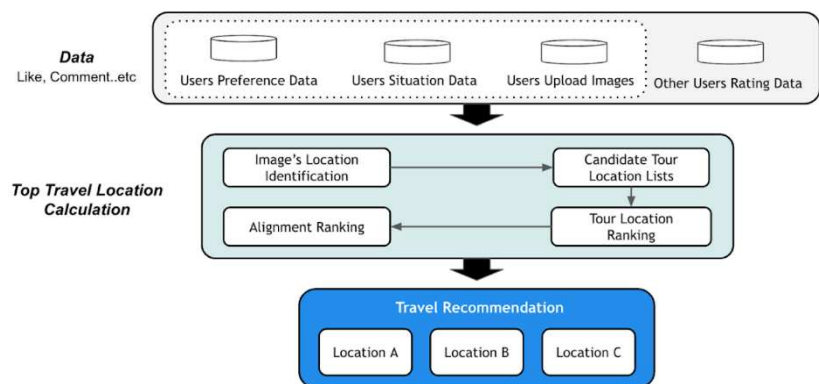 Data
Like, Comment..etc
Users Preference Data
Users Situation Data
Users Upload Images
Other Users Rating Data
Top Travel Location
Calculation
Image's Location
Identification
Candidate Tour
Location Lists
Alignment Ranking
Tour Location
Ranking
Travel Recommendation
Location A
Location B
Location C